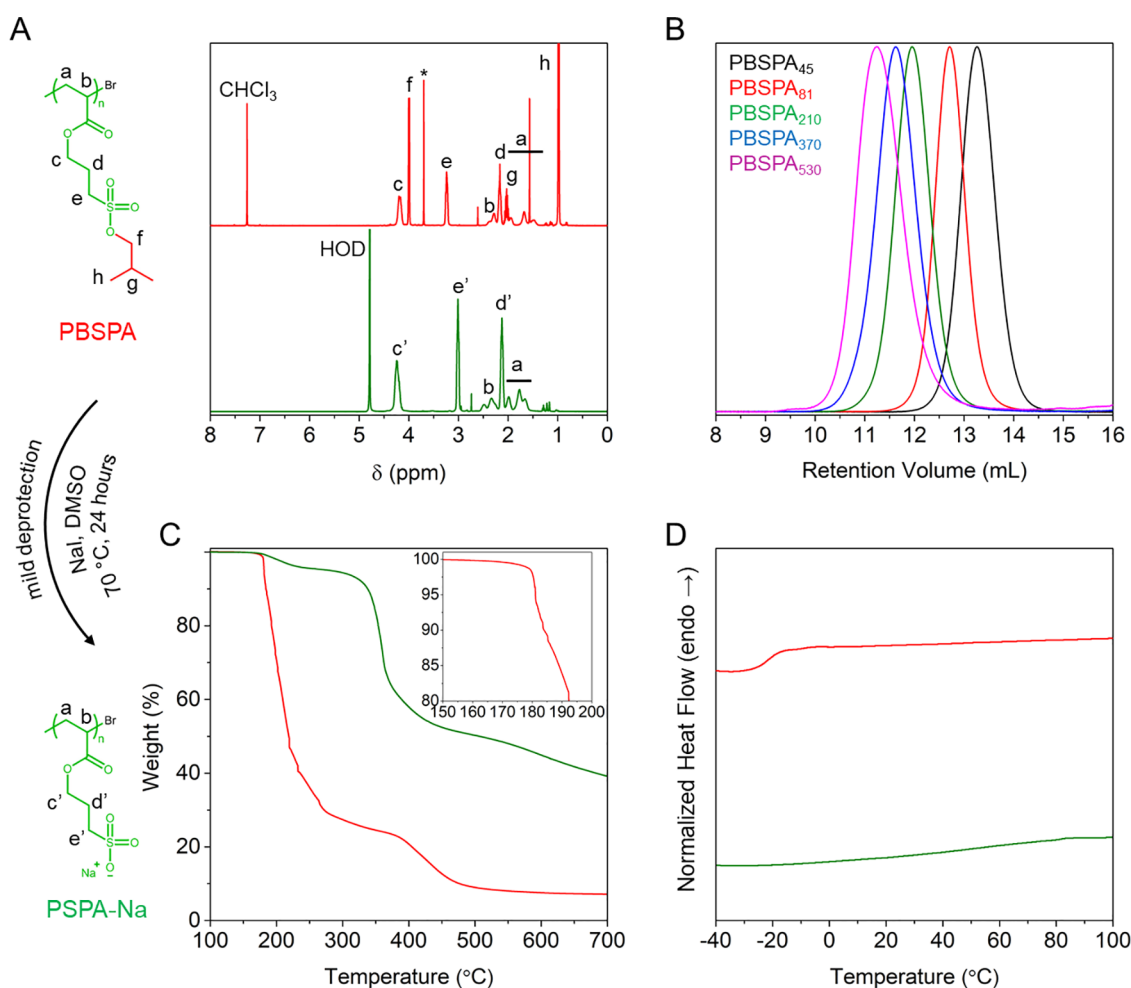 A
a
b
Br
n
O
O
c
d
e
O
S
O
O
f
h
g
PBSPA
mild deprotection
NaI, DMSO
70 °C, 24 hours
a
b
Br
n
O
O
c’
d’
e’
O
S
O
Na
+
O
−
PSPA-Na
CHCl₃
f
*
h
c
e
d
a
b
g
HOD
c’
e’
d’
b
a
8
7
6
5
4
3
2
1
0
δ (ppm)
B
PBSPA₄₅
PBSPA₈₁
PBSPA₂₁₀
PBSPA₃₇₀
PBSPA₅₃₀
8
9
10
11
12
13
14
15
16
Retention Volume (mL)
C
Weight (%)
80
60
40
20
0
100
200
300
400
500
600
700
Temperature (°C)
100
95
90
85
80
150
160
170
180
190
200
D
Normalized Heat Flow (endo →)
-40
-20
0
20
40
60
80
100
Temperature (°C)